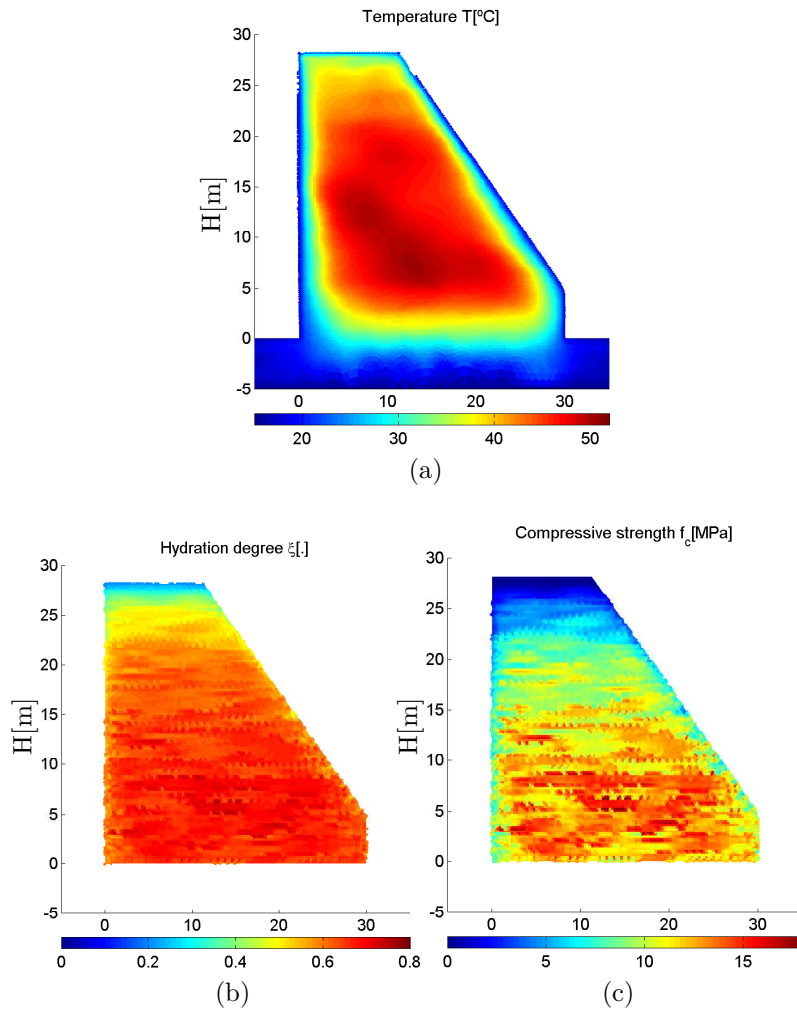 Temperature T[ºC]
30
25
20
15
10
5
0
-5
H[m]
0 10 20 30
20 30 40 50
(a)
Hydration degree ξ[.]
30
25
20
15
10
5
0
-5
H[m]
0 10 20 30
0 0.2 0.4 0.6 0.8
(b)
Compressive strength f_c[MPa]
30
25
20
15
10
5
0
-5
H[m]
0 10 20 30
0 5 10 15
(c)